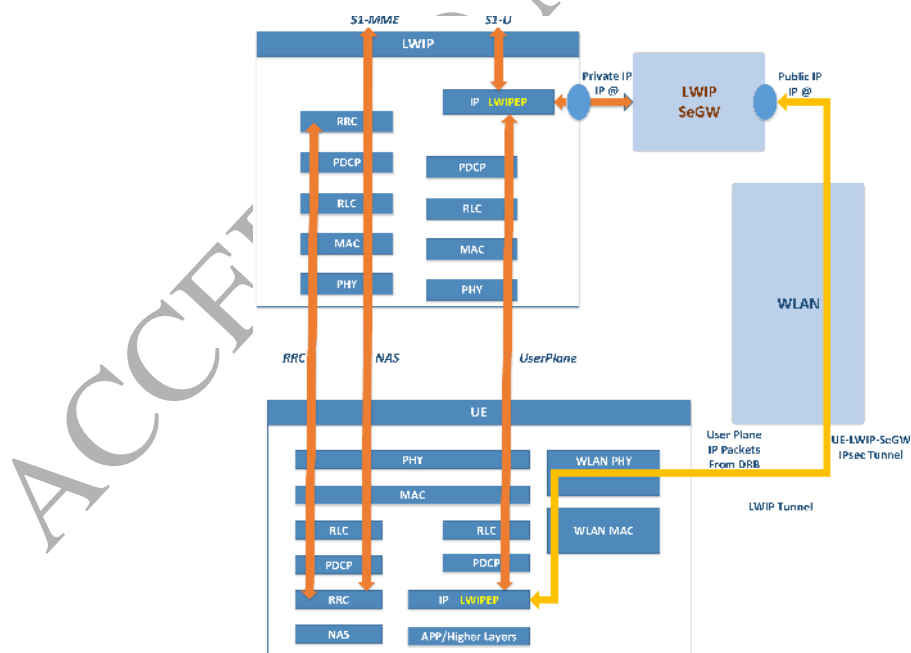 S1-MME
S1-U
LWIP
IP LWIPEP
Private IP
IP @
LWIP
SeGW
Public IP
IP @
RRC
PDCP
RLC
MAC
PHY
PDCP
RLC
MAC
PHY
WLAN
RRC
NAS
UserPlane
UE
PHY
MAC
RLC
PDCP
RRC
NAS
RLC
PDCP
IP LWIPEP
APP/Higher Layers
WLAN PHY
WLAN MAC
User Plane
IP Packets
From DRB
UE-LWIP-SeGW
IPsec Tunnel
LWIP Tunnel